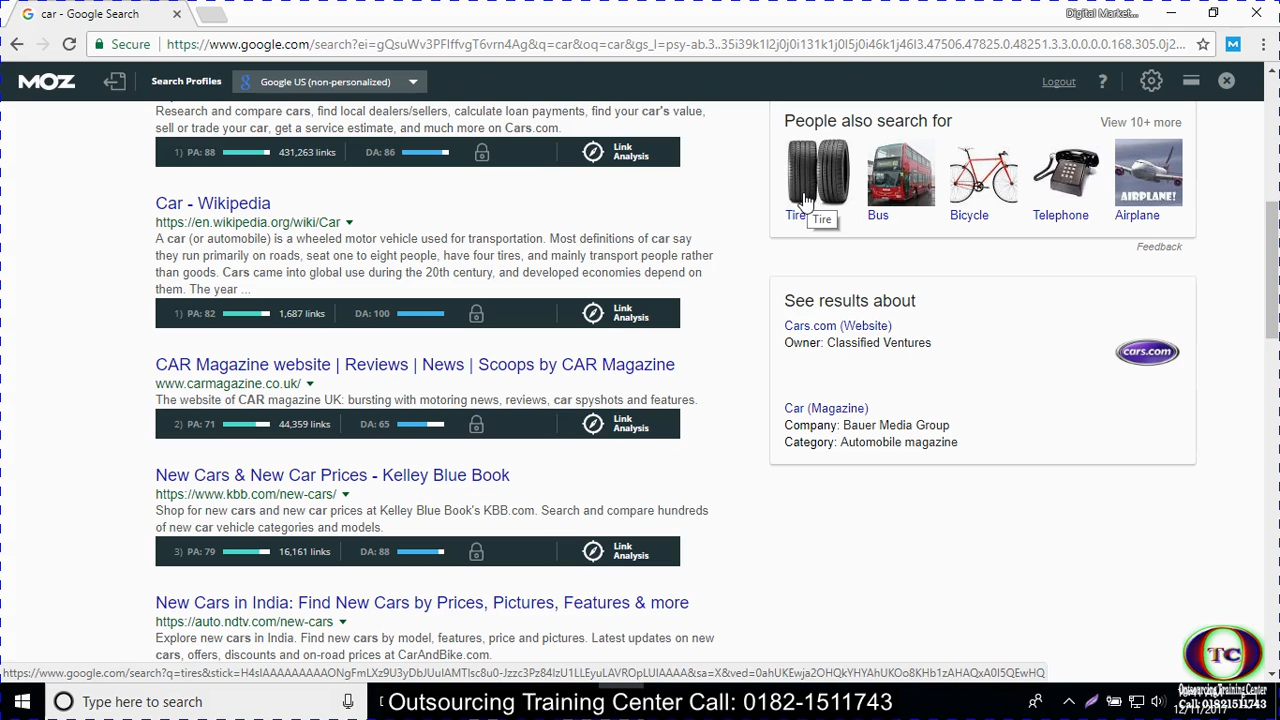 car - Google Search
Digital Market...
Secure
https://www.google.com/search?ei=gQsuWv3PFIffvgT6vrn4Ag&q=car&oq=car&gs_l=psy-ab.3..35i39k1l2j0j0i131k1j0l5j0i46k1j46l3.47506.47825.0.48251.3.3.0.0.0.0.168.305.0j2...
MOZ
Search Profiles
Google US (non-personalized)
Logout
?
Research and compare cars, find local dealers/sellers, calculate loan payments, find your car's value,
sell or trade your car, get a service estimate, and much more on Cars.com.
1) PA: 88 431,263 links DA: 86 Link Analysis
Car - Wikipedia
https://en.wikipedia.org/wiki/Car
A car (or automobile) is a wheeled motor vehicle used for transportation. Most definitions of car say
they run primarily on roads, seat one to eight people, have four tires, and mainly transport people rather
than goods. Cars came into global use during the 20th century, and developed economies depend on
them. The year ...
1) PA: 82 1,687 links DA: 100 Link Analysis
CAR Magazine website | Reviews | News | Scoops by CAR Magazine
www.carmagazine.co.uk/
The website of CAR magazine UK: bursting with motoring news, reviews, car spyshots and features.
2) PA: 71 44,359 links DA: 65 Link Analysis
New Cars & New Car Prices - Kelley Blue Book
https://www.kbb.com/new-cars/
Shop for new cars and new car prices at Kelley Blue Book's KBB.com. Search and compare hundreds
of new car vehicle categories and models.
3) PA: 79 16,161 links DA: 88 Link Analysis
New Cars in India: Find New Cars by Prices, Pictures, Features & more
https://auto.ndtv.com/new-cars
Explore new cars in India. Find new cars by model, features, price and pictures. Latest updates on new
cars, offers, discounts and on-road prices at CarAndBike.com.
People also search for
View 10+ more
AIRPLANE!
Tire Bus Bicycle Telephone Airplane
Tire
Feedback
See results about
Cars.com (Website)
Owner: Classified Ventures
cars.com
Car (Magazine)
Company: Bauer Media Group
Category: Automobile magazine
TC
Outsourcing Training Center
Call: 01821511743
Type here to search
Outsourcing Training Center Call: 0182-1511743